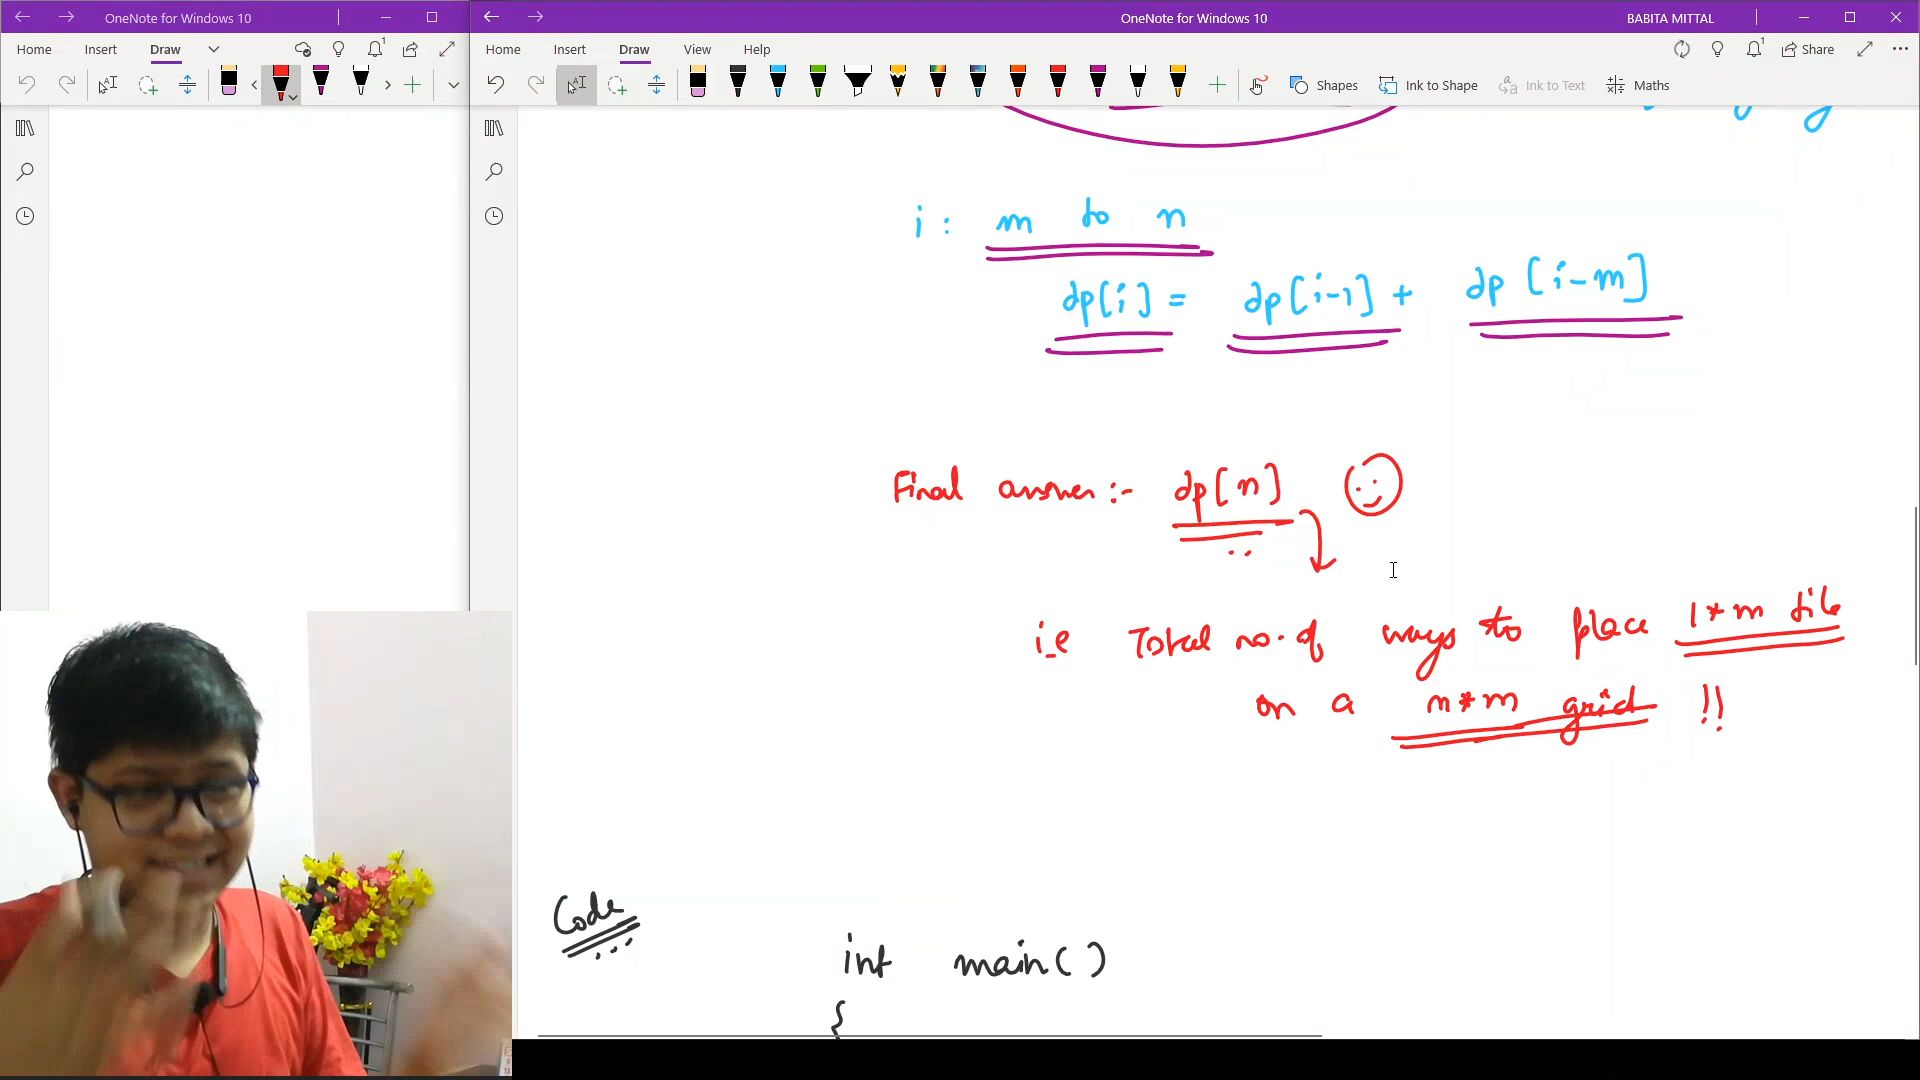 OneNote for Windows 10
OneNote for Windows 10
BABITA MITTAL
Home Insert Draw
Home Insert Draw View Help
Share
Shapes Ink to Shape Ink to Text Maths
i : m to n
dp[i] = dp[i-1] + dp[i-m]
Final answer :- dp[n]
i.e Total no. of ways to place 1*m tile
on a n*m grid !!
Code
int main()
{